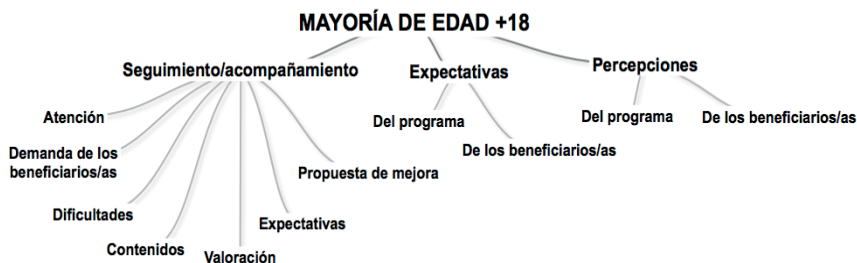 MAYORÍA DE EDAD +18
Seguimiento/acompañamiento
Expectativas
Percepciones
Atención
Demanda de los
beneficiarios/as
Dificultades
Contenidos
Valoración
Expectativas
Propuesta de mejora
Del programa
De los beneficiarios/as
Del programa
De los beneficiarios/as